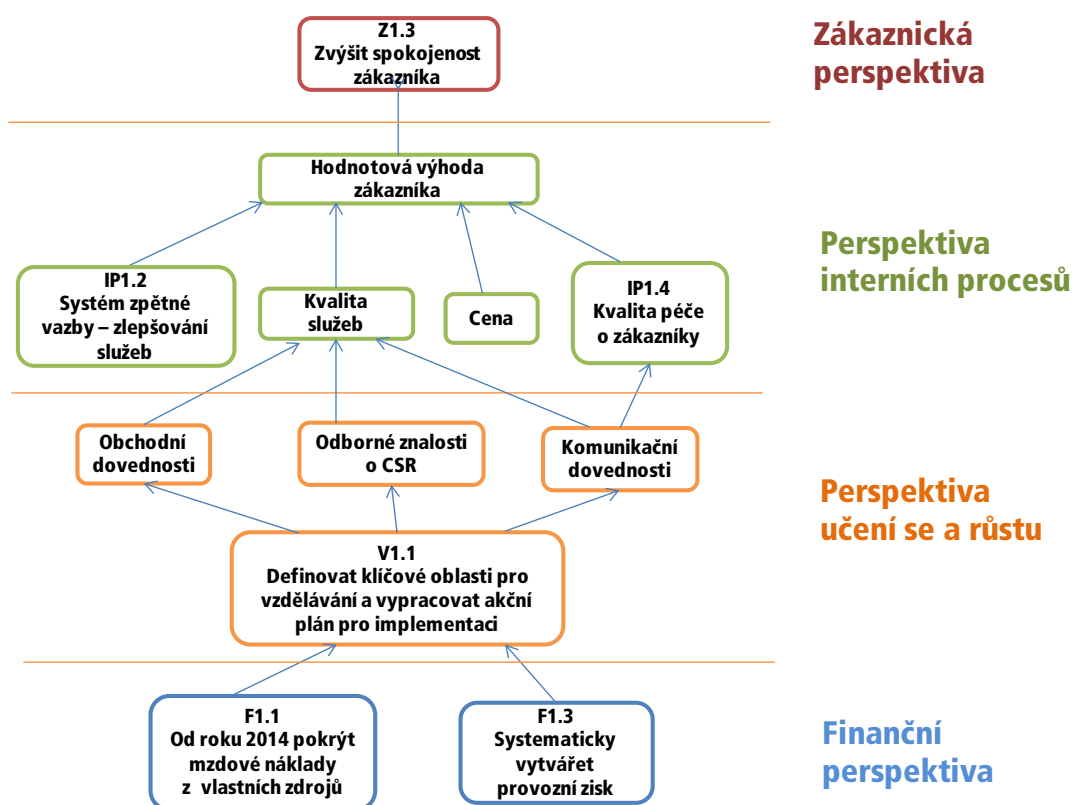 Z1.3
Zvýšit spokojenost
zákazníka
Zákaznická
perspektiva
Hodnotová výhoda
zákazníka
IP1.2
Systém zpětné
vazby – zlepšování
služeb
Kvalita
služeb
Cena
IP1.4
Kvalita péče
o zákazníky
Perspektiva
interních procesů
Obchodní
dovednosti
Odborné znalosti
o CSR
Komunikační
dovednosti
V1.1
Definovat klíčové oblasti pro
vzdělávání a vypracovat akční
plán pro implementaci
Perspektiva
učení se a růstu
F1.1
Od roku 2014 pokrýt
mzdové náklady
z vlastních zdrojů
F1.3
Systematicky
vytvářet
provozní zisk
Finanční
perspektiva